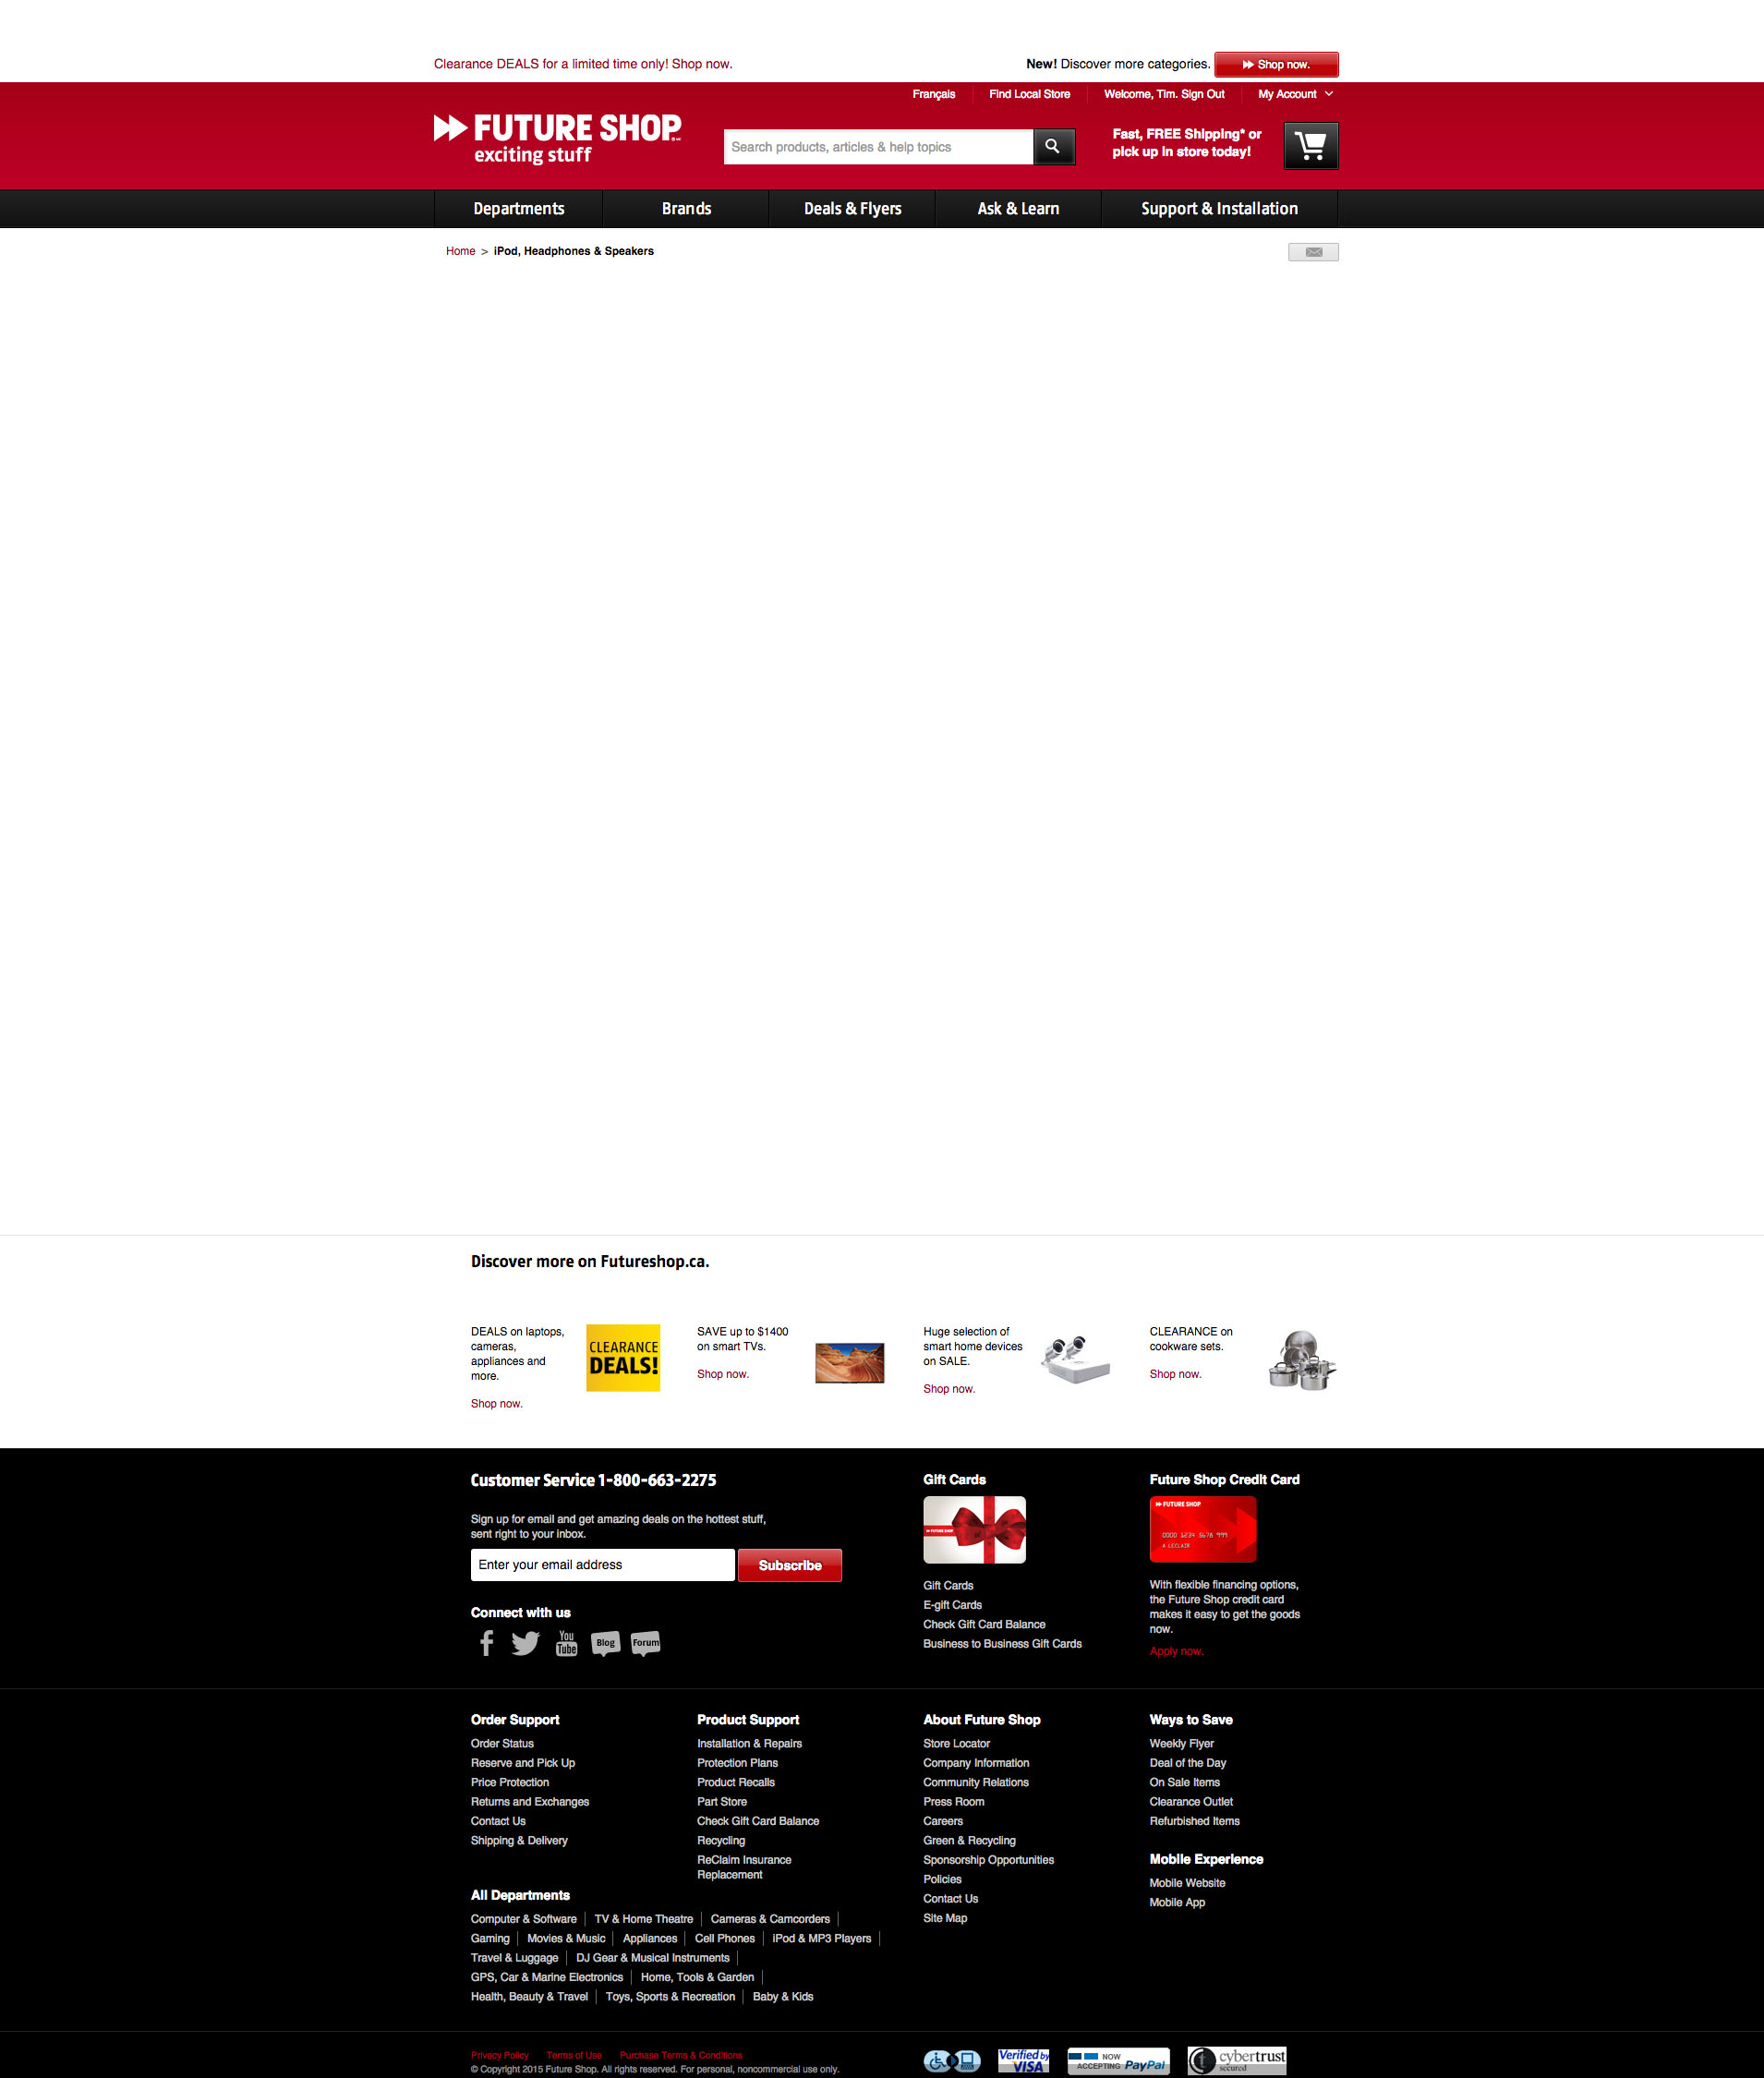 Clearance DEALS for a limited time only! Shop now.
New! Discover more categories. Shop now.
Français Find Local Store Welcome, Tim. Sign Out My Account
FUTURE SHOP
exciting stuff
Search products, articles & help topics
Fast, FREE Shipping* or
pick up in store today!
Departments Brands Deals & Flyers Ask & Learn Support & Installation
Home > iPod, Headphones & Speakers
Discover more on Futureshop.ca.
DEALS on laptops,
cameras,
appliances and
more.
Shop now.
CLEARANCE
DEALS!
SAVE up to $1400
on smart TVs.
Shop now.
Huge selection of
smart home devices
on SALE.
Shop now.
CLEARANCE on
cookware sets.
Shop now.
Customer Service 1-800-663-2275
Sign up for email and get amazing deals on the hottest stuff,
sent right to your inbox.
Enter your email address Subscribe
Connect with us
You
Tube
Blog
Forum
Gift Cards
FUTURE SHOP
Gift Cards
E-gift Cards
Check Gift Card Balance
Business to Business Gift Cards
Future Shop Credit Card
FUTURE SHOP
0000 1234 5678 999
A LECLAIR
With flexible financing options,
the Future Shop credit card
makes it easy to get the goods
now.
Apply now.
Order Support
Order Status
Reserve and Pick Up
Price Protection
Returns and Exchanges
Contact Us
Shipping & Delivery
Product Support
Installation & Repairs
Protection Plans
Product Recalls
Part Store
Check Gift Card Balance
Recycling
ReClaim Insurance
Replacement
About Future Shop
Store Locator
Company Information
Community Relations
Press Room
Careers
Green & Recycling
Sponsorship Opportunities
Policies
Contact Us
Site Map
Ways to Save
Weekly Flyer
Deal of the Day
On Sale Items
Clearance Outlet
Refurbished Items
Mobile Experience
Mobile Website
Mobile App
All Departments
Computer & Software TV & Home Theatre Cameras & Camcorders
Gaming Movies & Music Appliances Cell Phones iPod & MP3 Players
Travel & Luggage DJ Gear & Musical Instruments
GPS, Car & Marine Electronics Home, Tools & Garden
Health, Beauty & Travel Toys, Sports & Recreation Baby & Kids
Privacy Policy Terms of Use Purchase Terms & Conditions
© Copyright 2015 Future Shop. All rights reserved. For personal, noncommercial use only.
Verified by
VISA
NOW
ACCEPTING PayPal
cybertrust
secured